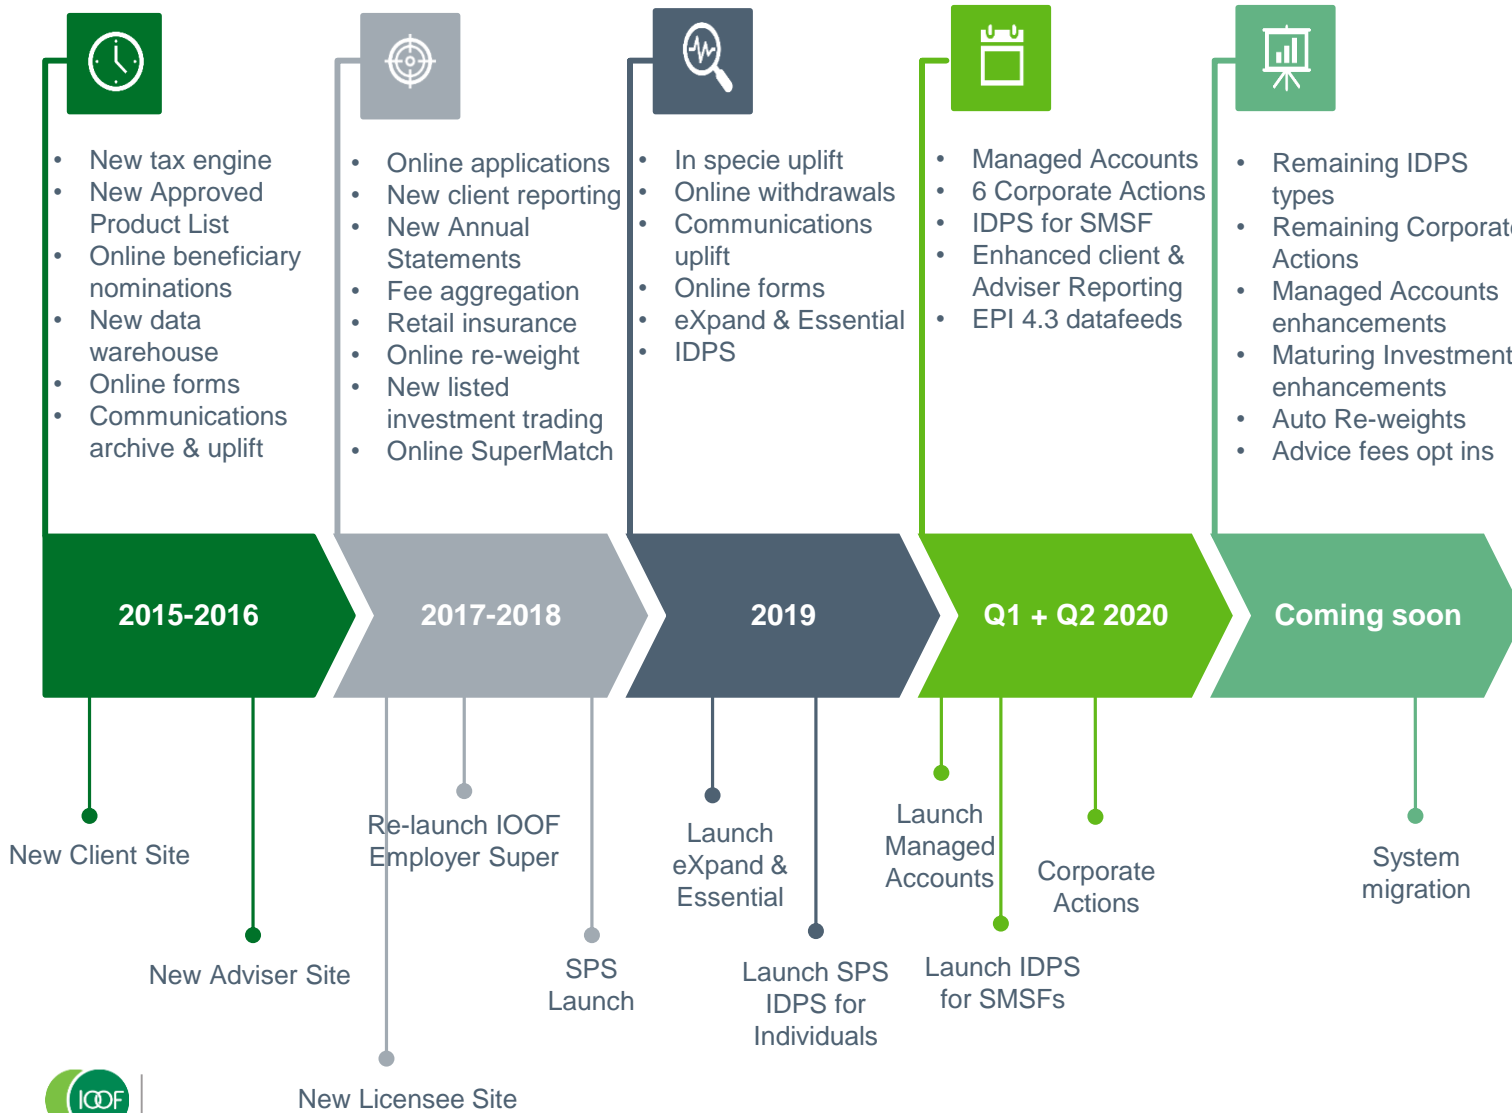 • New tax engine
• New Approved
Product List
• Online beneficiary
nominations
• New data
warehouse
• Online forms
• Communications
archive & uplift
• Online applications
• New client reporting
• New Annual
Statements
• Fee aggregation
• Retail insurance
• Online re-weight
• New listed
investment trading
• Online SuperMatch
• In specie uplift
• Online withdrawals
• Communications
uplift
• Online forms
• eXpand & Essential
• IDPS
• Managed Accounts
• 6 Corporate Actions
• IDPS for SMSF
• Enhanced client &
Adviser Reporting
• EPI 4.3 datafeeds
• Remaining IDPS
types
• Remaining Corporate
Actions
• Managed Accounts
enhancements
• Maturing Investment
enhancements
• Auto Re-weights
• Advice fees opt ins
2015-2016
2017-2018
2019
Q1 + Q2 2020
Coming soon
New Client Site
New Adviser Site
Re-launch IOOF
Employer Super
SPS
Launch
New Licensee Site
Launch
eXpand &
Essential
Launch SPS
IDPS for
Individuals
Launch
Managed
Accounts
Launch IDPS
for SMSFs
Corporate
Actions
System
migration
IOOF